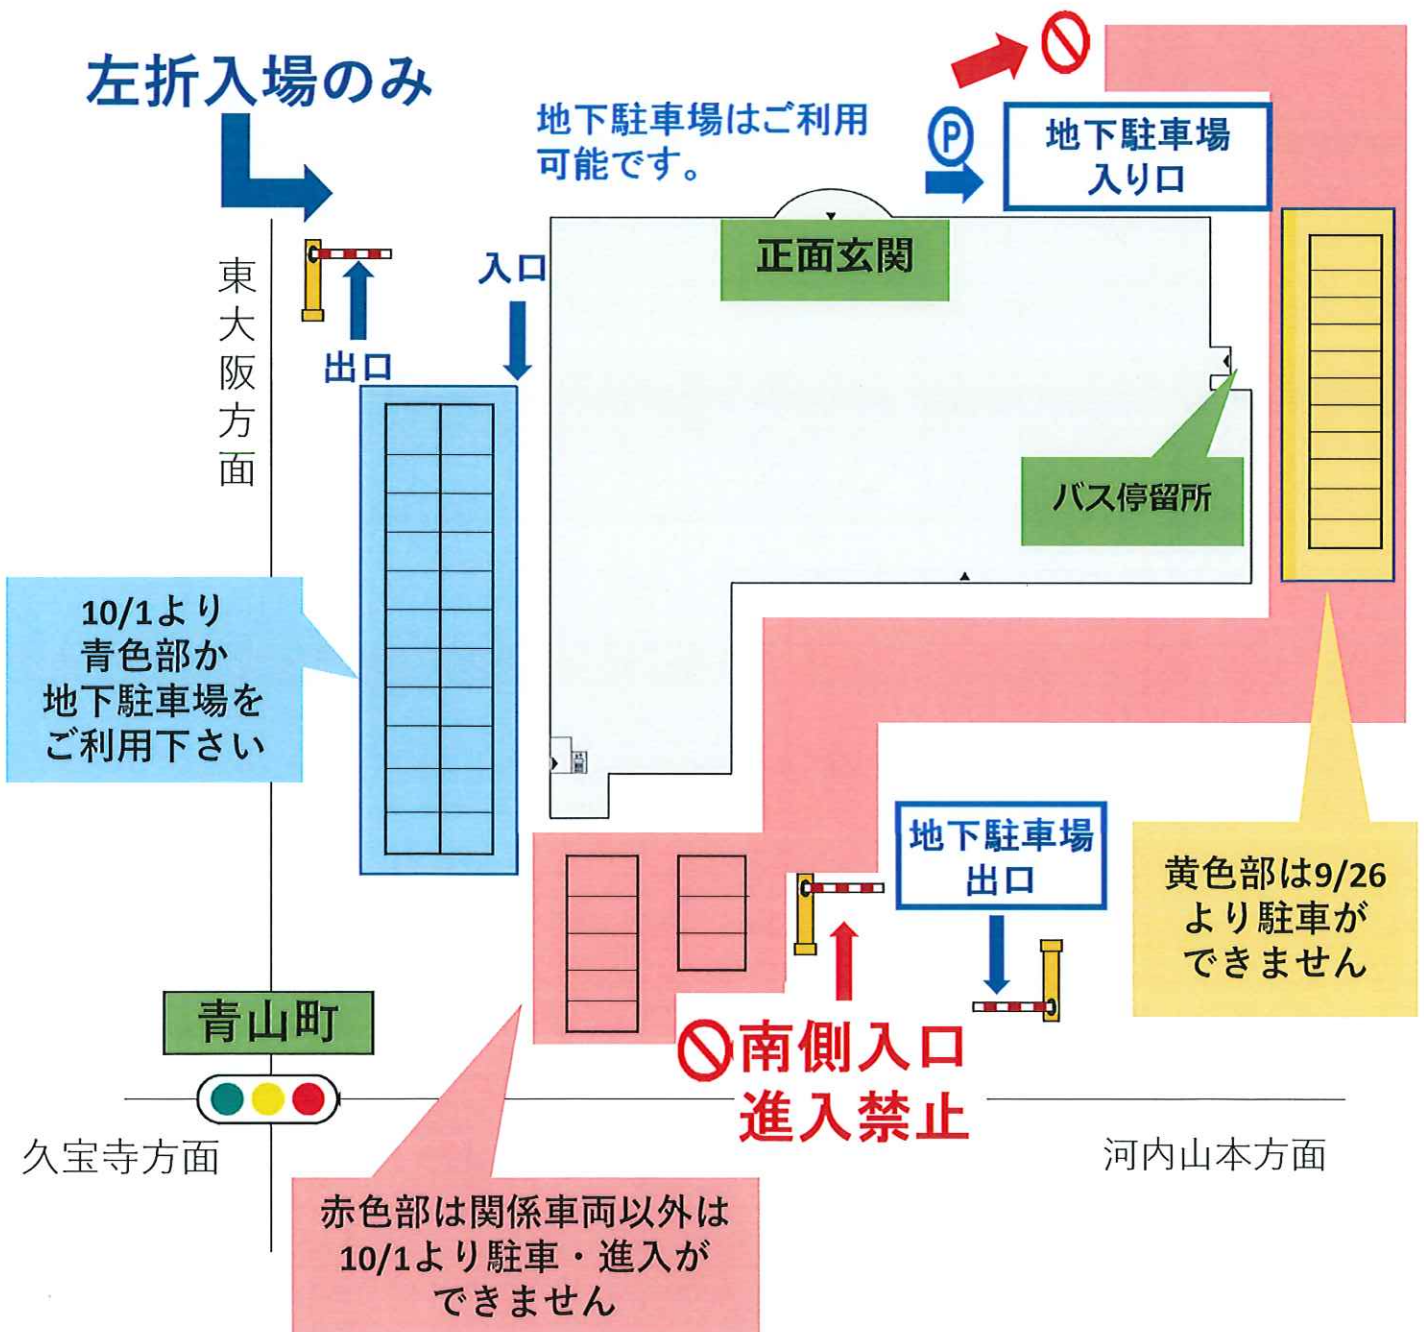 左折入場のみ
地下駐車場はご利用
可能です。
P
地下駐車場
入り口
正面玄関
東大阪方面
入口
出口
バス停留所
10/1より
青色部か
地下駐車場を
ご利用下さい
地下駐車場
出口
黄色部は9/26
より駐車が
できません
青山町
南側入口
進入禁止
久宝寺方面
河内山本方面
赤色部は関係車両以外は
10/1より駐車・進入が
できません